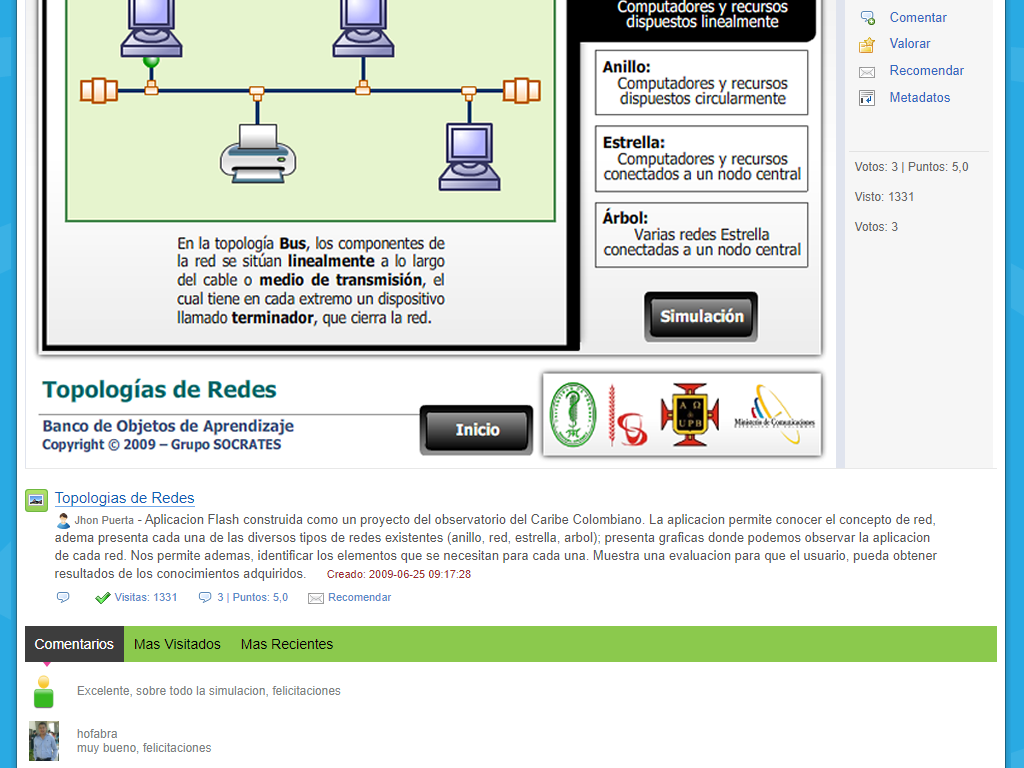 Computadores y recursos
dispuestos linealmente
Anillo:
Computadores y recursos
dispuestos circularmente
Estrella:
Computadores y recursos
conectados a un nodo central
Árbol:
Varias redes Estrella
conectadas a un nodo central
Simulación
En la topología Bus, los componentes de
la red se sitúan linealmente a lo largo
del cable o medio de transmisión, el
cual tiene en cada extremo un dispositivo
llamado terminador, que cierra la red.
Topologías de Redes
Banco de Objetos de Aprendizaje
Copyright © 2009 – Grupo SOCRATES
Inicio
A Ω
UPB
Ministerio de Comunicaciones
Comentar
Valorar
Recomendar
Metadatos
Votos: 3 | Puntos: 5,0
Visto: 1331
Votos: 3
Topologias de Redes
Jhon Puerta - Aplicacion Flash construida como un proyecto del observatorio del Caribe Colombiano. La aplicacion permite conocer el concepto de red,
adema presenta cada una de las diversos tipos de redes existentes (anillo, red, estrella, arbol); presenta graficas donde podemos observar la aplicacion
de cada red. Nos permite ademas, identificar los elementos que se necesitan para cada una. Muestra una evaluacion para que el usuario, pueda obtener
resultados de los conocimientos adquiridos. Creado: 2009-06-25 09:17:28
Visitas: 1331 3 | Puntos: 5,0 Recomendar
Comentarios Mas Visitados Mas Recientes
Excelente, sobre todo la simulacion, felicitaciones
hofabra
muy bueno, felicitaciones